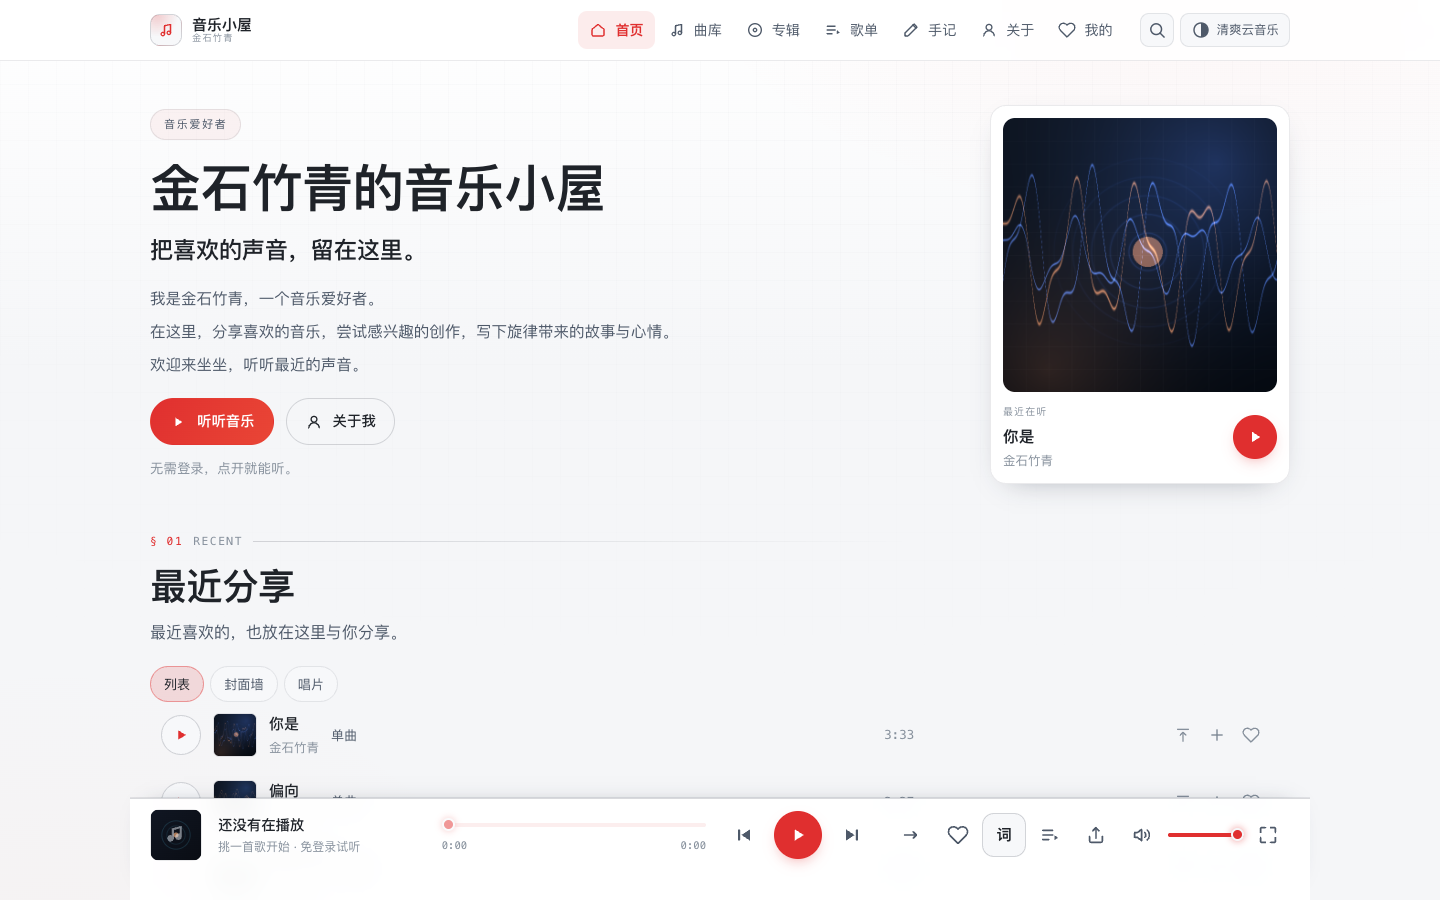 音乐小屋
金石竹青
首页
曲库
专辑
歌单
手记
关于
我的
清爽云音乐
音乐爱好者
金石竹青的音乐小屋
把喜欢的声音，留在这里。
我是金石竹青，一个音乐爱好者。
在这里，分享喜欢的音乐，尝试感兴趣的创作，写下旋律带来的故事与心情。
欢迎来坐坐，听听最近的声音。
听听音乐
关于我
无需登录，点开就能听。
最近在听
你是
金石竹青
§ 01 RECENT
最近分享
最近喜欢的，也放在这里与你分享。
列表
封面墙
唱片
你是
金石竹青
单曲
3:33
偏向
还没有在播放
挑一首歌开始 · 免登录试听
0:00
0:00
词